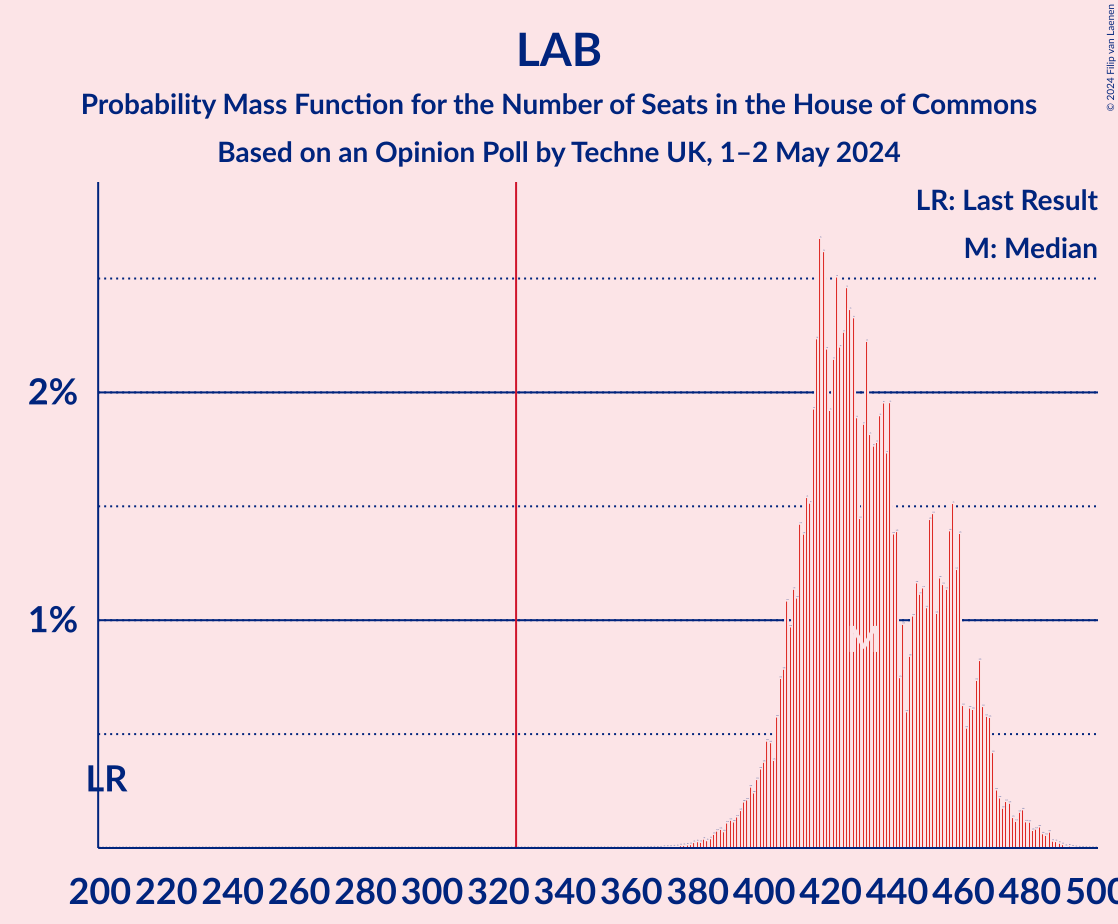 © 2024 Filip van Laenen
LAB
Probability Mass Function for the Number of Seats in the House of Commons
Based on an Opinion Poll by Techne UK, 1–2 May 2024
LR: Last Result
M: Median
2%
1%
LR
M
200 220 240 260 280 300 320 340 360 380 400 420 440 460 480 500